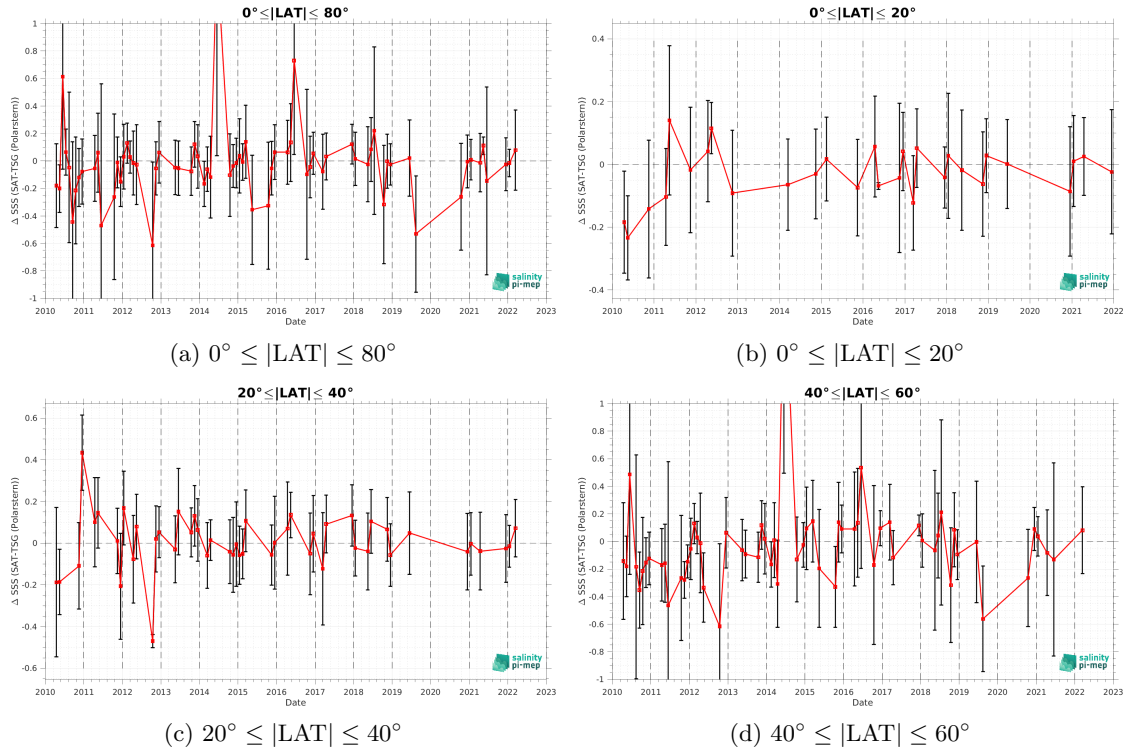 0°≤|LAT|≤ 80°
Δ SSS (SAT-TSG (Polarstern))
1
0.8
0.6
0.4
0.2
0
-0.2
-0.4
-0.6
-0.8
-1
2010 2011 2012 2013 2014 2015 2016 2017 2018 2019 2020 2021 2022 2023
Date
salinity
pi-mep
(a) 0° ≤ |LAT| ≤ 80°
0°≤|LAT|≤ 20°
Δ SSS (SAT-TSG (Polarstern))
0.4
0.2
0
-0.2
-0.4
2010 2011 2012 2013 2014 2015 2016 2017 2018 2019 2020 2021 2022
Date
salinity
pi-mep
(b) 0° ≤ |LAT| ≤ 20°
20°≤|LAT|≤ 40°
Δ SSS (SAT-TSG (Polarstern))
0.6
0.4
0.2
0
-0.2
-0.4
-0.6
2010 2011 2012 2013 2014 2015 2016 2017 2018 2019 2020 2021 2022 2023
Date
salinity
pi-mep
(c) 20° ≤ |LAT| ≤ 40°
40°≤|LAT|≤ 60°
Δ SSS (SAT-TSG (Polarstern))
1
0.8
0.6
0.4
0.2
0
-0.2
-0.4
-0.6
-0.8
-1
2010 2011 2012 2013 2014 2015 2016 2017 2018 2019 2020 2021 2022 2023
Date
salinity
pi-mep
(d) 40° ≤ |LAT| ≤ 60°